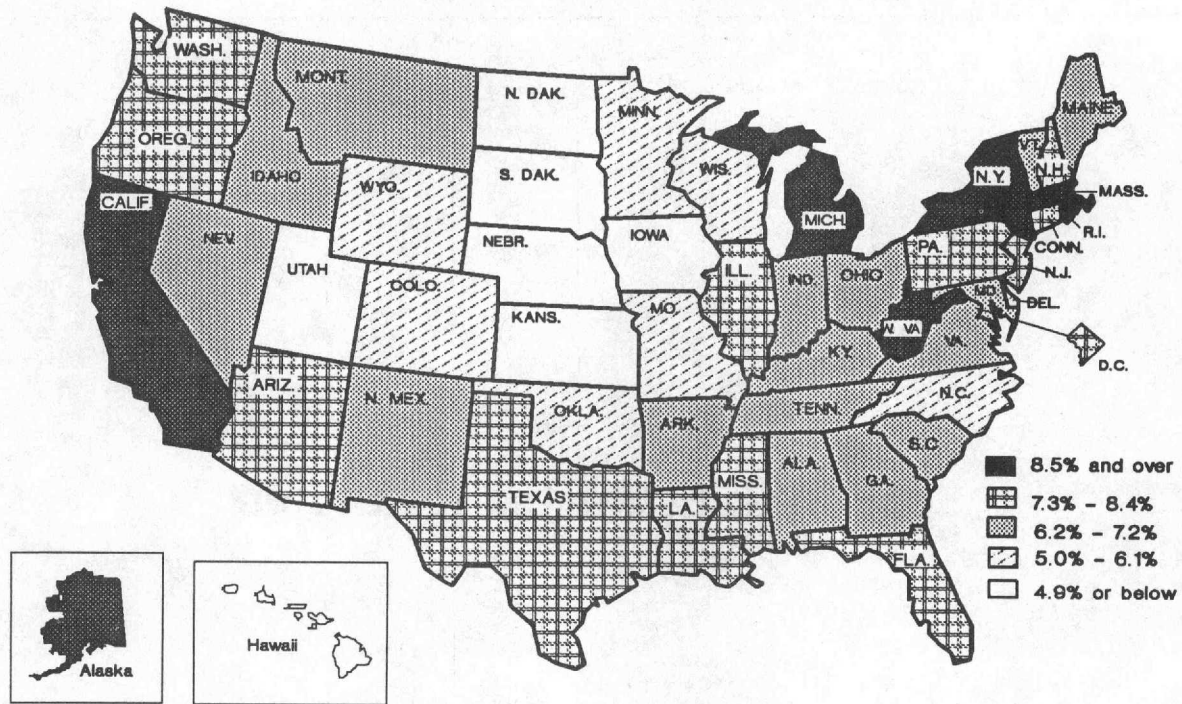 WASH.
MONT.
N. DAK.
MINN.
MAINE
OREG.
IDAHO
S. DAK.
WIS.
VT.
N.H.
N.Y.
MASS.
WYO.
CALIF.
MICH.
R.I.
NEV.
NEBR.
IOWA
CONN.
PA.
UTAH
ILL.
IND.
OHIO
N.J.
COLO.
KANS.
MO.
MD.
DEL.
W. VA
VA.
KY.
D.C.
ARIZ.
N. MEX.
OKLA.
ARK.
TENN.
N.C.
S.C
TEXAS
LA.
MISS.
ALA.
GA.
FLA.
8.5% and over
7.3% - 8.4%
6.2% - 7.2%
5.0% - 6.1%
4.9% or below
Alaska
Hawaii